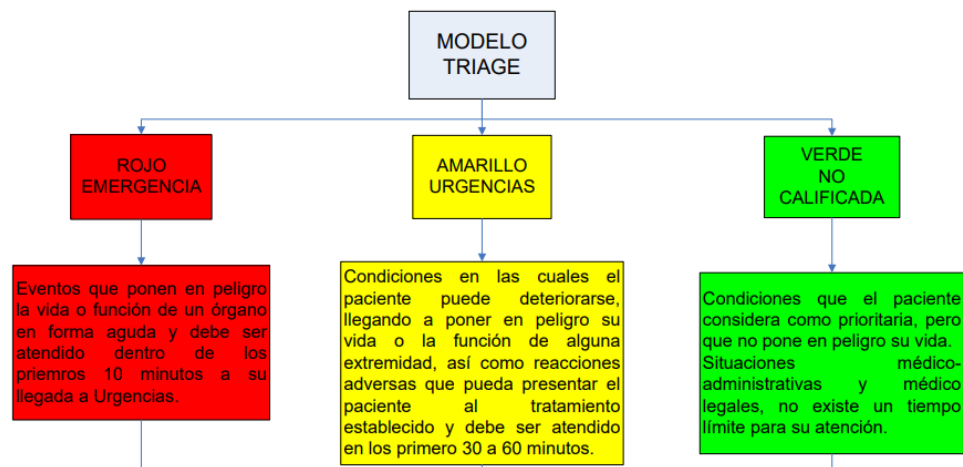 MODELO
TRIAGE
ROJO
EMERGENCIA
AMARILLO
URGENCIAS
VERDE
NO
CALIFICADA
Eventos que ponen en peligro
la vida o función de un órgano
en forma aguda y debe ser
atendido dentro de los
priemros 10 minutos a su
llegada a Urgencias.
Condiciones en las cuales el
paciente puede deteriorarse,
llegando a poner en peligro su
vida o la función de alguna
extremidad, así como reacciones
adversas que pueda presentar el
paciente al tratamiento
establecido y debe ser atendido
en los primero 30 a 60 minutos.
Condiciones que el paciente
considera como prioritaria, pero
que no pone en peligro su vida.
Situaciones médico-
administrativas y médico
legales, no existe un tiempo
límite para su atención.